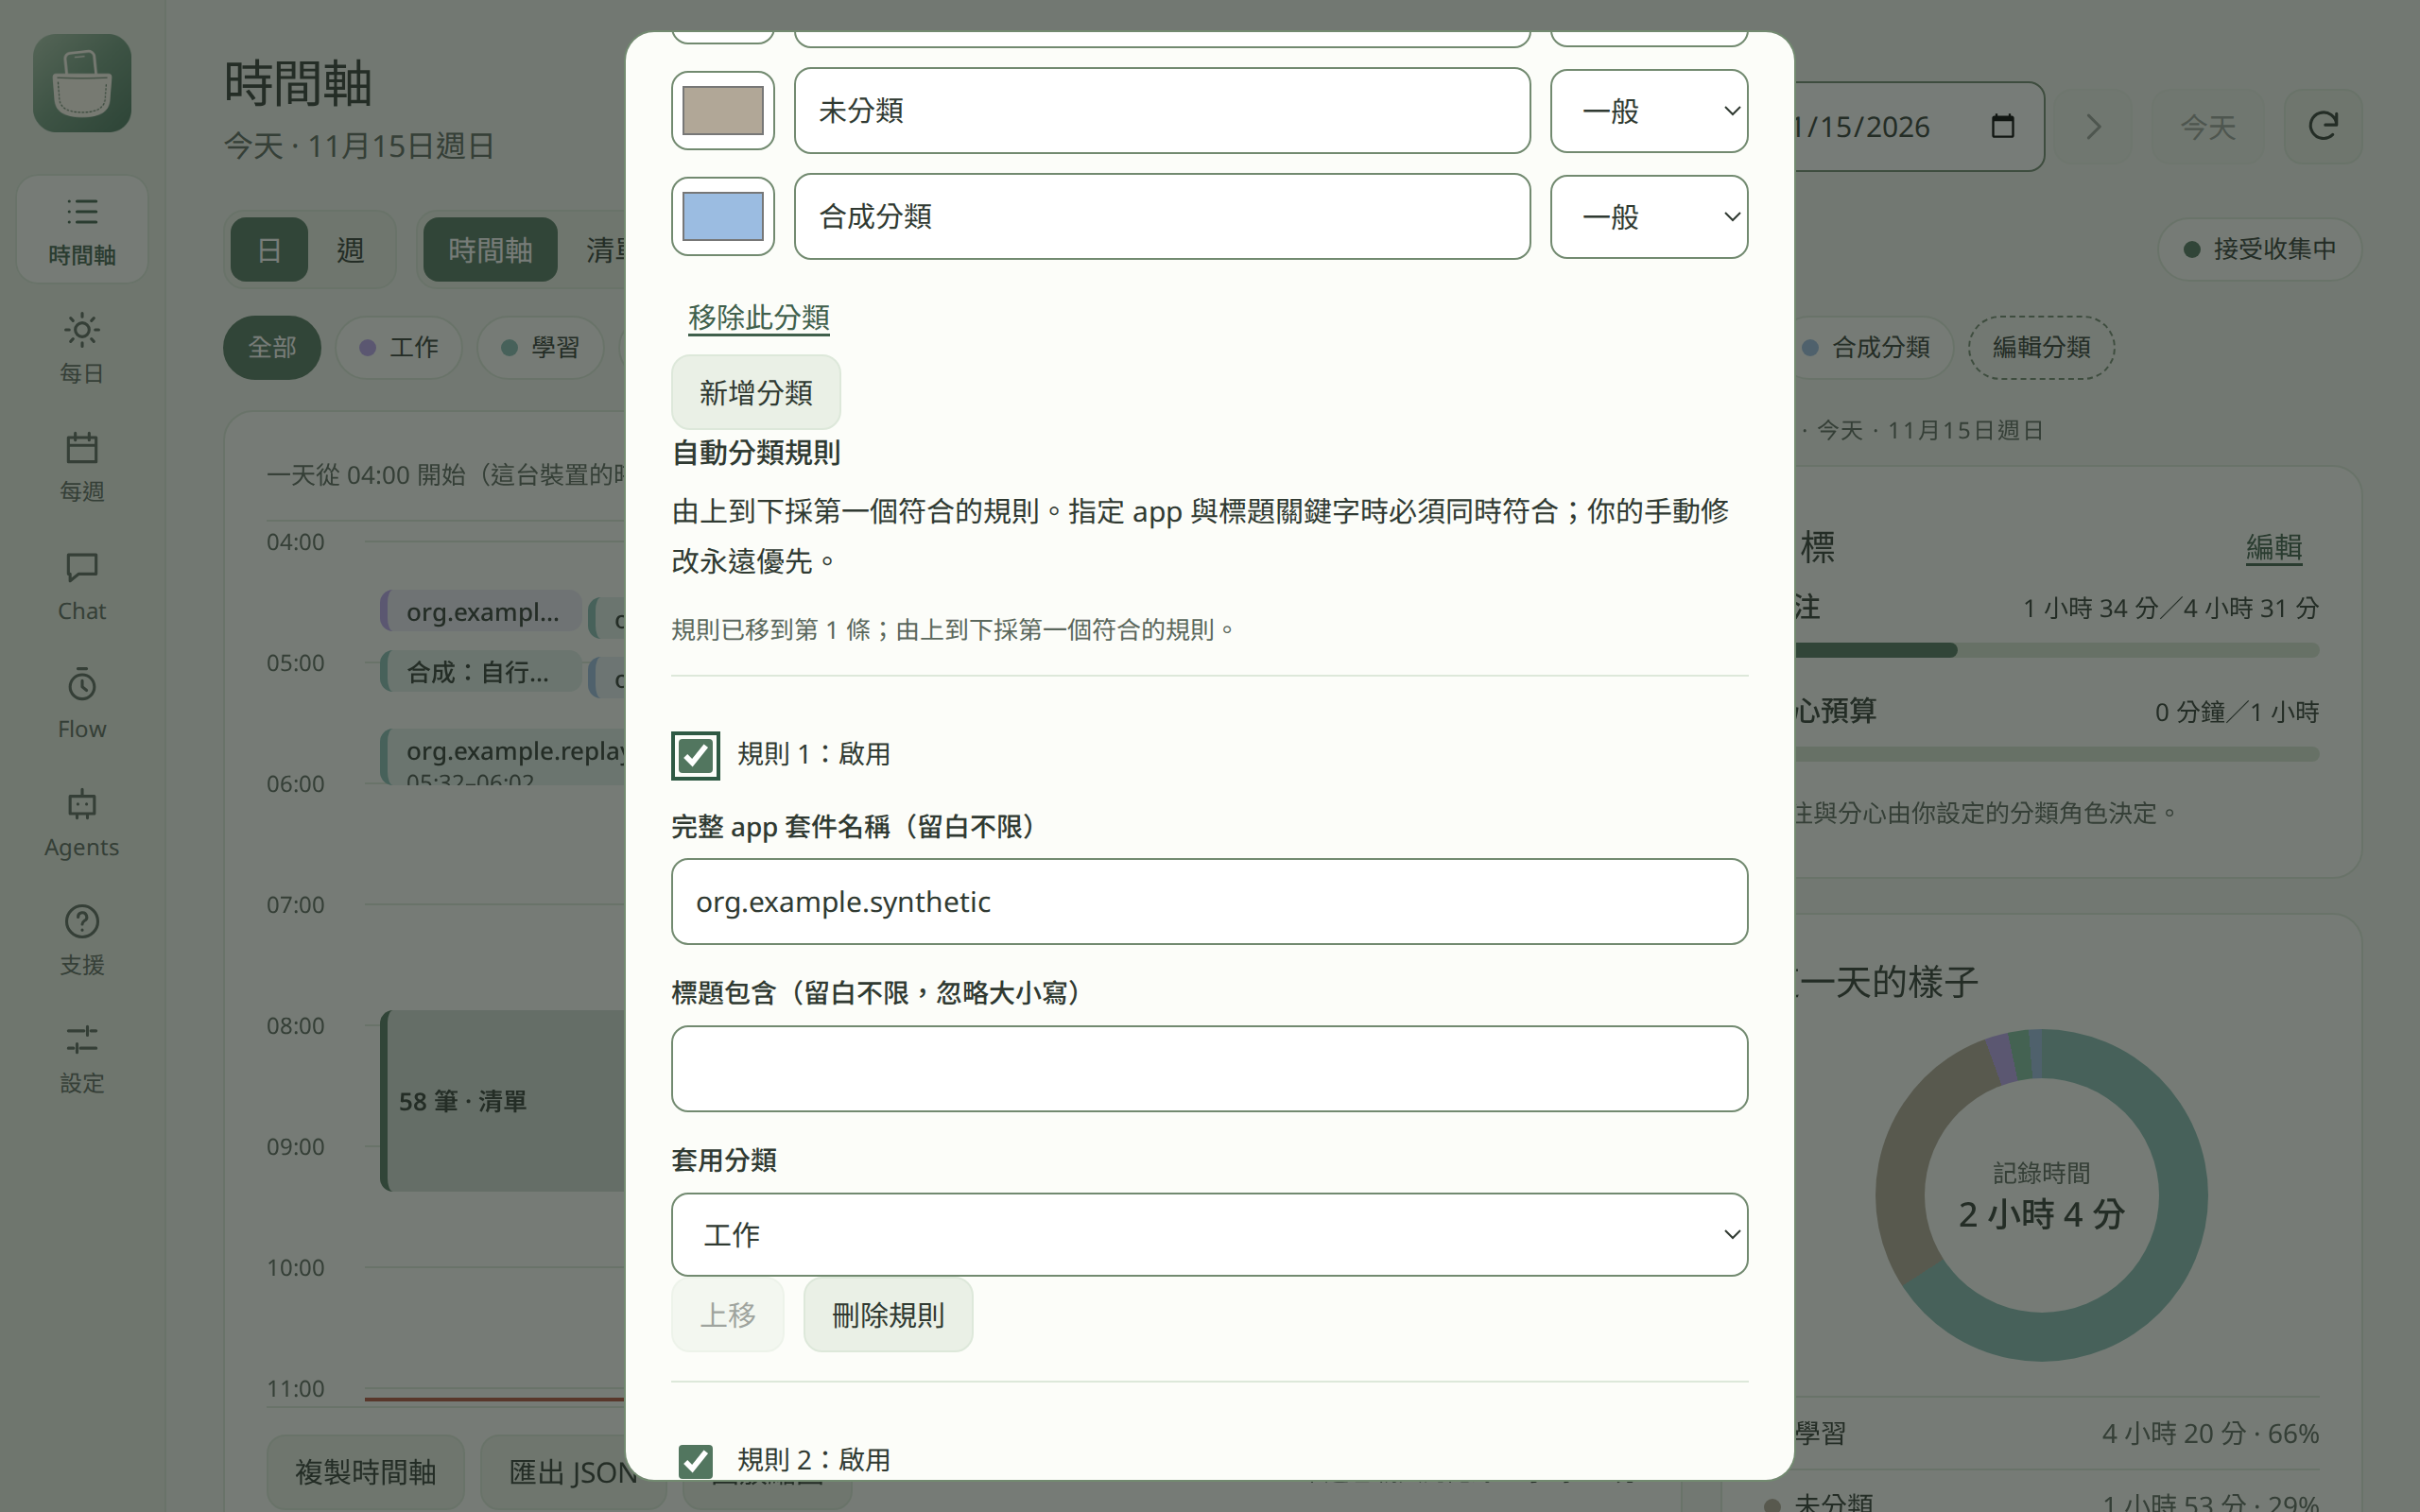 時間軸
每日
每週
Chat
Flow
Agents
支援
設定
時間軸
今天 · 11月15日週日
日
週
時間軸
全部
工作
學習
一天從 04:00 開始（這台裝置的
04:00
05:00
06:00
07:00
08:00
09:00
10:00
11:00
org.exampl...
合成：自行...
org.example.replay
05:32–06:02
58 筆 · 清單
複製時間軸
匯出 JSON
未分類
一般
合成分類
一般
移除此分類
新增分類
自動分類規則
由上到下採第一個符合的規則。指定 app 與標題關鍵字時必須同時符合；你的手動修
改永遠優先。
規則已移到第 1 條；由上到下採第一個符合的規則。
規則 1：啟用
完整 app 套件名稱（留白不限）
org.example.synthetic
標題包含（留白不限，忽略大小寫）
套用分類
工作
上移
刪除規則
規則 2：啟用
1/15/2026
今天
接受收集中
合成分類
編輯分類
· 今天 · 11月15日週日
標
編輯
注
1 小時 34 分／4 小時 31 分
心預算
0 分鐘／1 小時
注與分心由你設定的分類角色決定。
一天的樣子
記錄時間
2 小時 4 分
學習
4 小時 20 分 · 66%
未分類
1 小時 53 分 · 29%